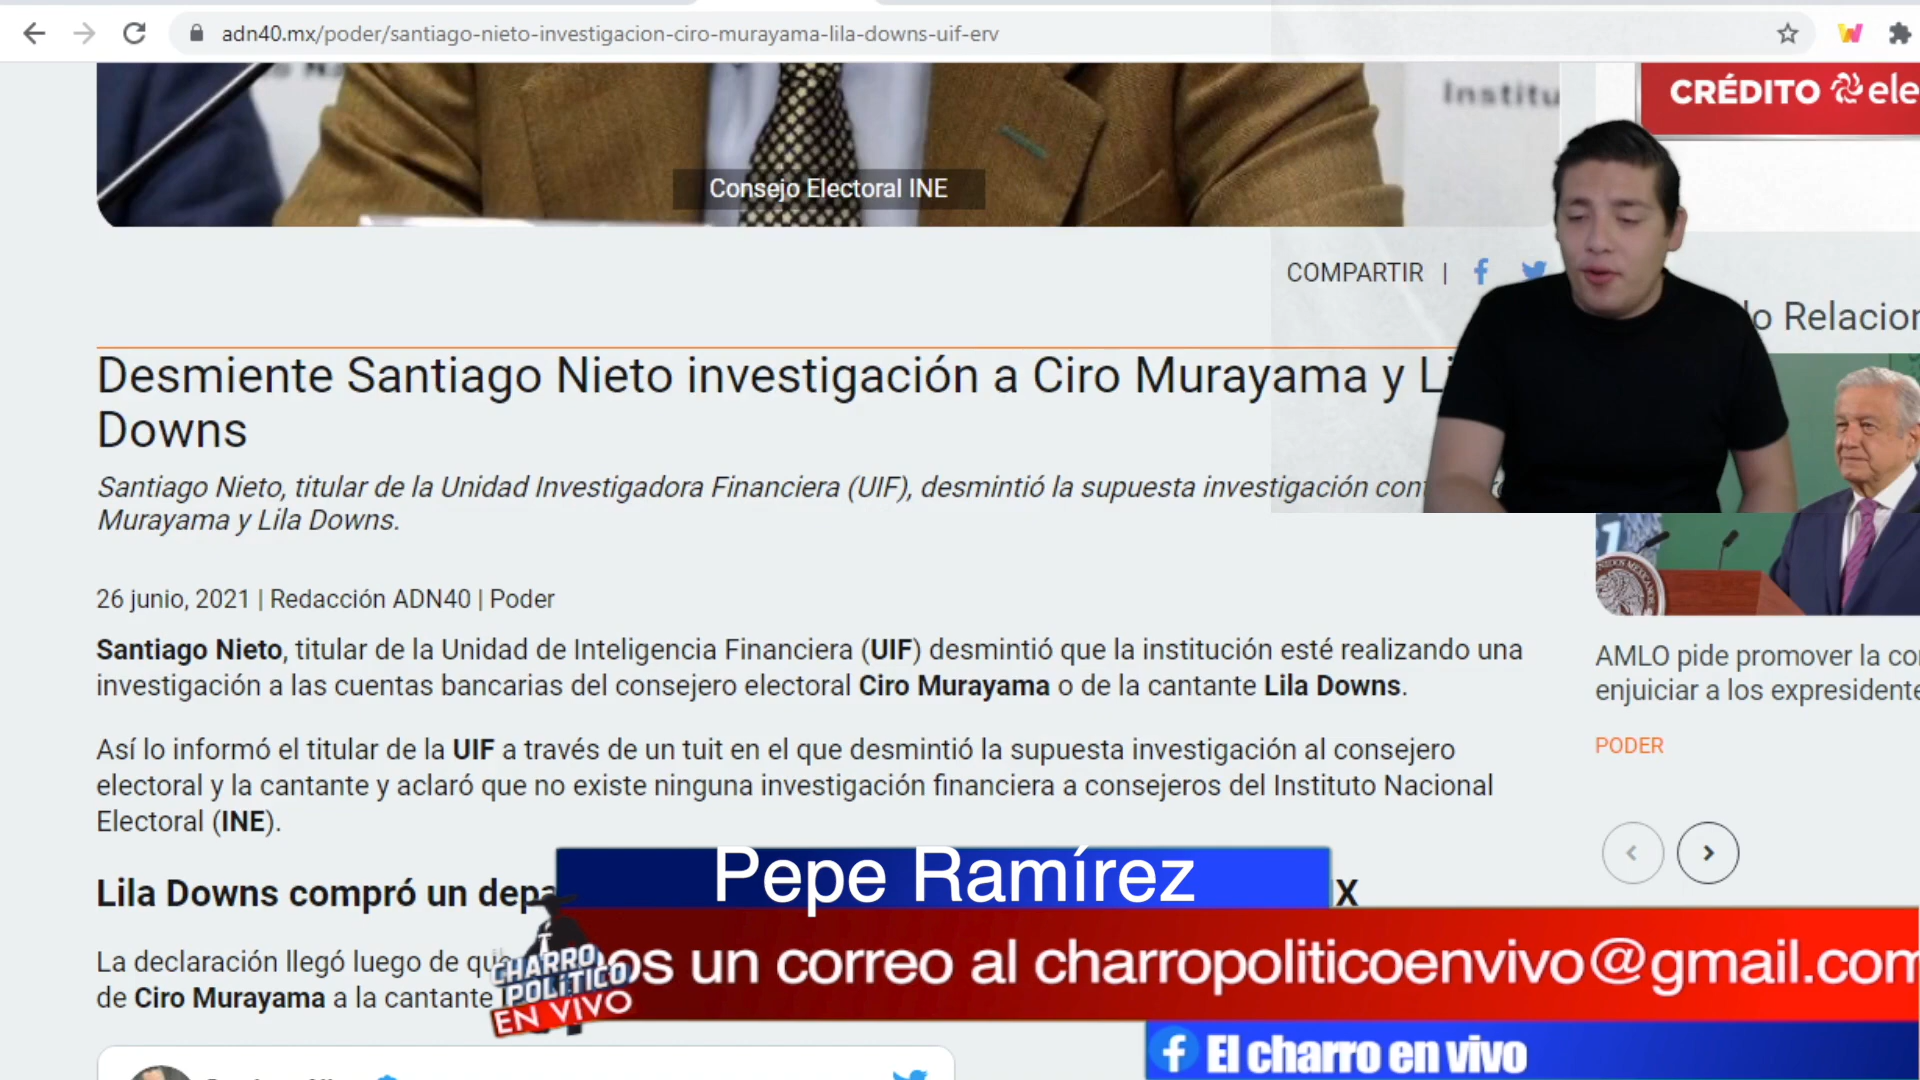 adn40.mx/poder/santiago-nieto-investigacion-ciro-murayama-lila-downs-uif-erv
Institu
CRÉDITO ele
Consejo Electoral INE
COMPARTIR |
o Relacion
Desmiente Santiago Nieto investigación a Ciro Murayama y Li
Downs
Santiago Nieto, titular de la Unidad Investigadora Financiera (UIF), desmintió la supuesta investigación cont
Murayama y Lila Downs.
26 junio, 2021 | Redacción ADN40 | Poder
Santiago Nieto, titular de la Unidad de Inteligencia Financiera (UIF) desmintió que la institución esté realizando una
investigación a las cuentas bancarias del consejero electoral Ciro Murayama o de la cantante Lila Downs.
AMLO pide promover la co
enjuiciar a los expresidente
PODER
Así lo informó el titular de la UIF a través de un tuit en el que desmintió la supuesta investigación al consejero
electoral y la cantante y aclaró que no existe ninguna investigación financiera a consejeros del Instituto Nacional
Electoral (INE).
Pepe Ramírez
Lila Downs compró un depa X
os un correo al charropoliticoenvivo@gmail.com
La declaración llegó luego de qu
de Ciro Murayama a la cantante
CHARRO
POLÍTICO
EN VIVO
El charro en vivo